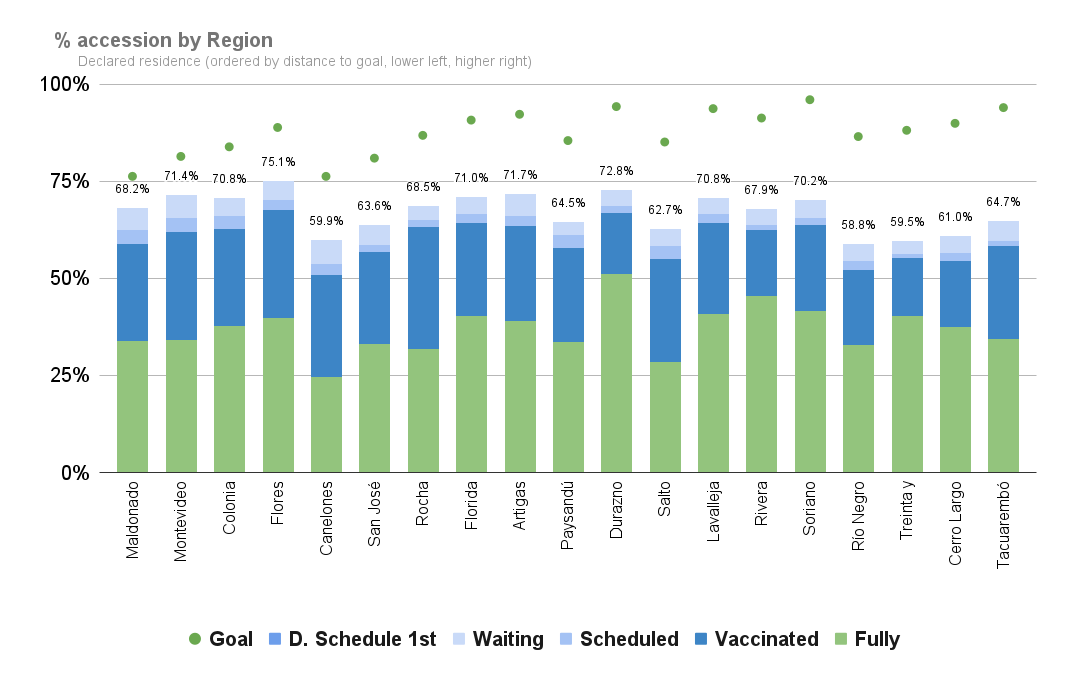 % accession by Region
Declared residence (ordered by distance to goal, lower left, higher right)
100%
75%
50%
25%
0%
68.2%
71.4%
70.8%
75.1%
59.9%
63.6%
68.5%
71.0%
71.7%
64.5%
72.8%
62.7%
70.8%
67.9%
70.2%
58.8%
59.5%
61.0%
64.7%
Maldonado
Montevideo
Colonia
Flores
Canelones
San José
Rocha
Florida
Artigas
Paysandú
Durazno
Salto
Lavalleja
Rivera
Soriano
Río Negro
Treinta y
Cerro Largo
Tacuarembó
Goal D. Schedule 1st Waiting Scheduled Vaccinated Fully